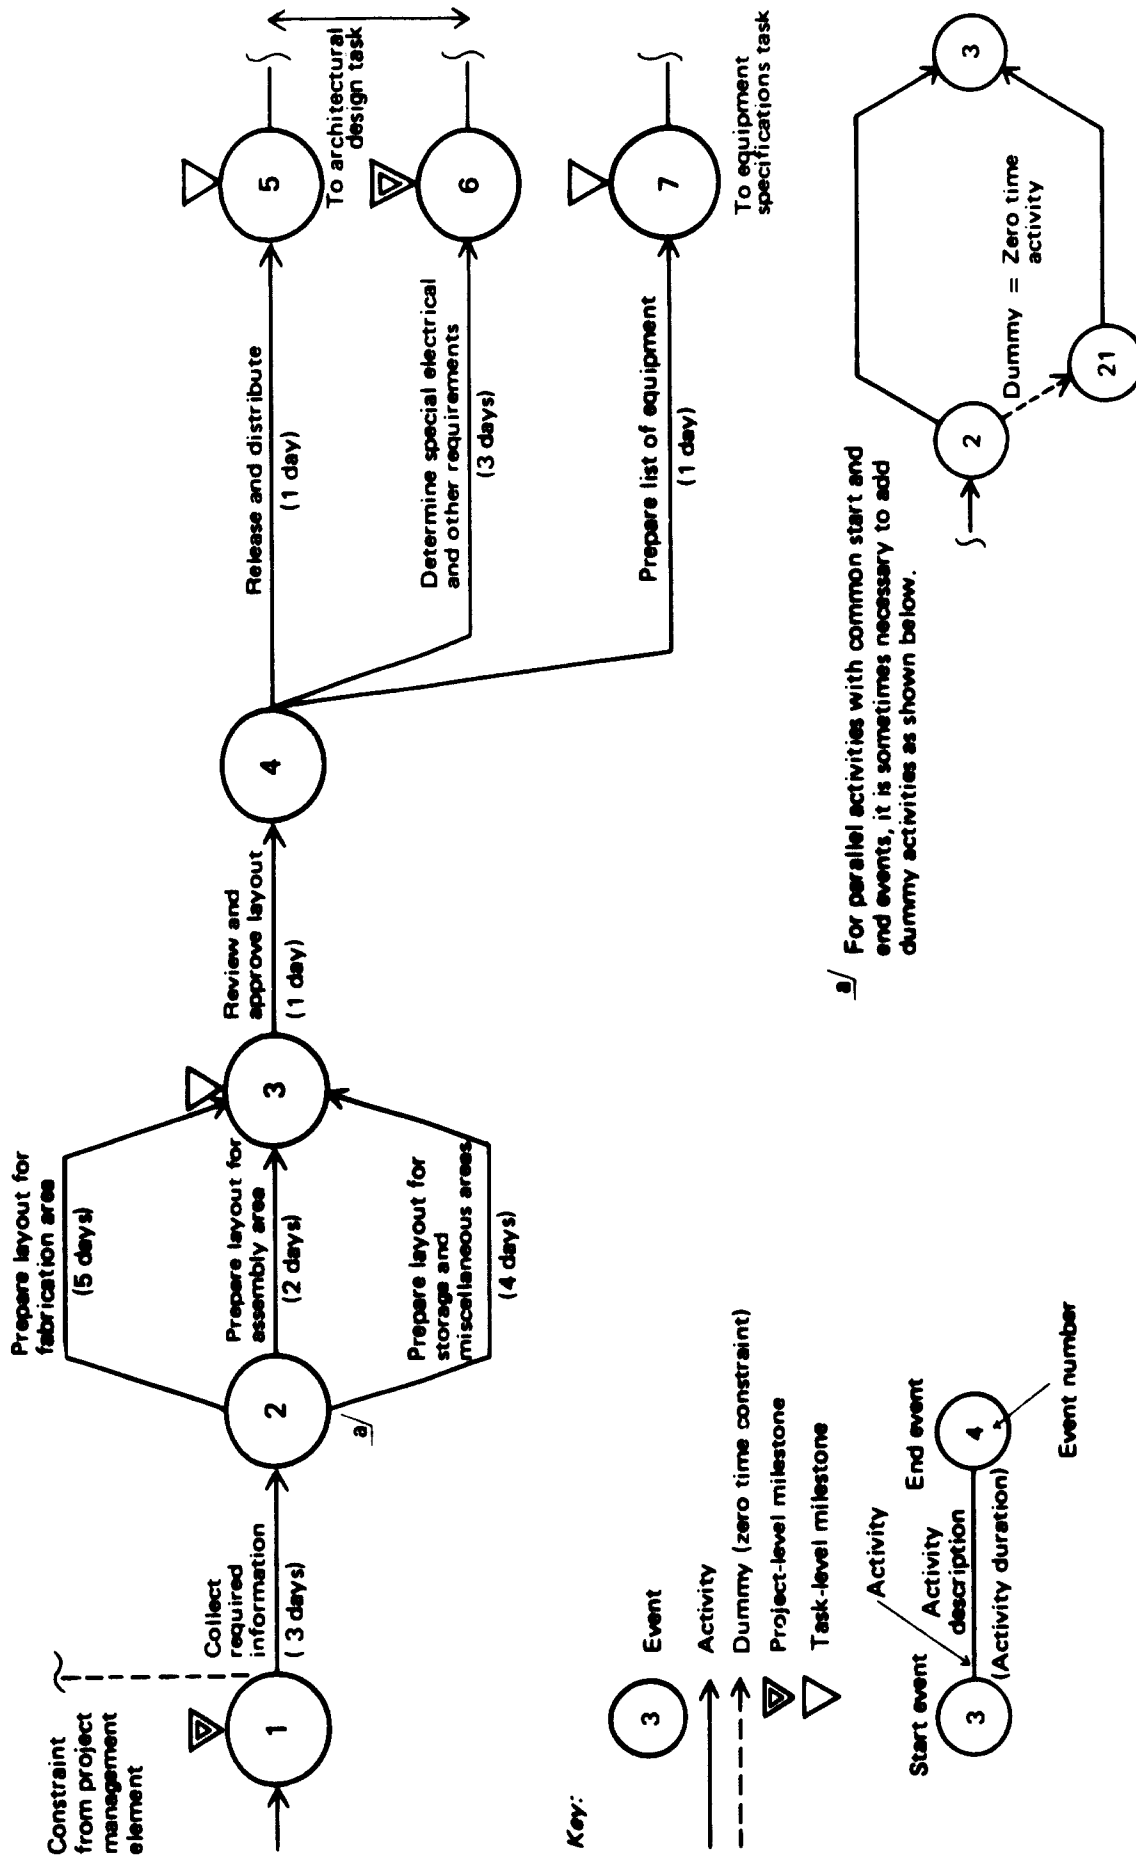 Constraint
from project
management
element
1
Collect
required
information
(3 days)
2
a/
Prepare layout for
fabrication area
(5 days)
Prepare layout for
assembly area
(2 days)
Prepare layout for
storage and
miscellaneous areas
(4 days)
3
Review and
approve layout
(1 day)
4
Release and distribute
(1 day)
5
To architectural
design task
Determine special electrical
and other requirements
(3 days)
6
Prepare list of equipment
(1 day)
7
To equipment
specifications task
Key:
3
Event
Activity
Dummy (zero time constraint)
Project-level milestone
Task-level milestone
Start event
Activity
End event
3
Activity
description
(Activity duration)
4
Event number
a/ For parallel activities with common start and
end events, it is sometimes necessary to add
dummy activities as shown below.
2
Dummy = Zero time
activity
21
3